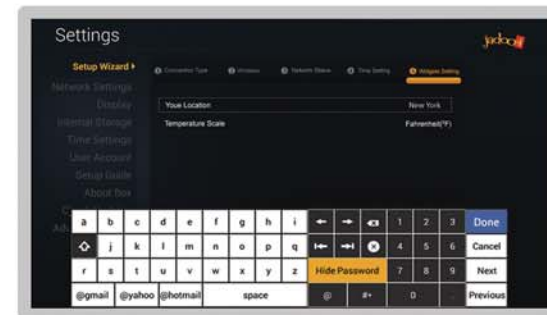 Settings
jadoo
Setup Wizard
Connection Type Wireless Network Status Time Setting Widgets Setting
Network Settings
Display
Youe Location New York
Internal Storage
Temperature Scale Fahrenheit(°F)
Time Settings
User Account
Setup Guide
About Box
a b c d e f g h i 1 2 3 Done
j k l m n o p q 4 5 6 Cancel
r s t u v w x y z Hide Password 7 8 9 Next
@gmail @yahoo @hotmail space @ #+ 0 . Previous